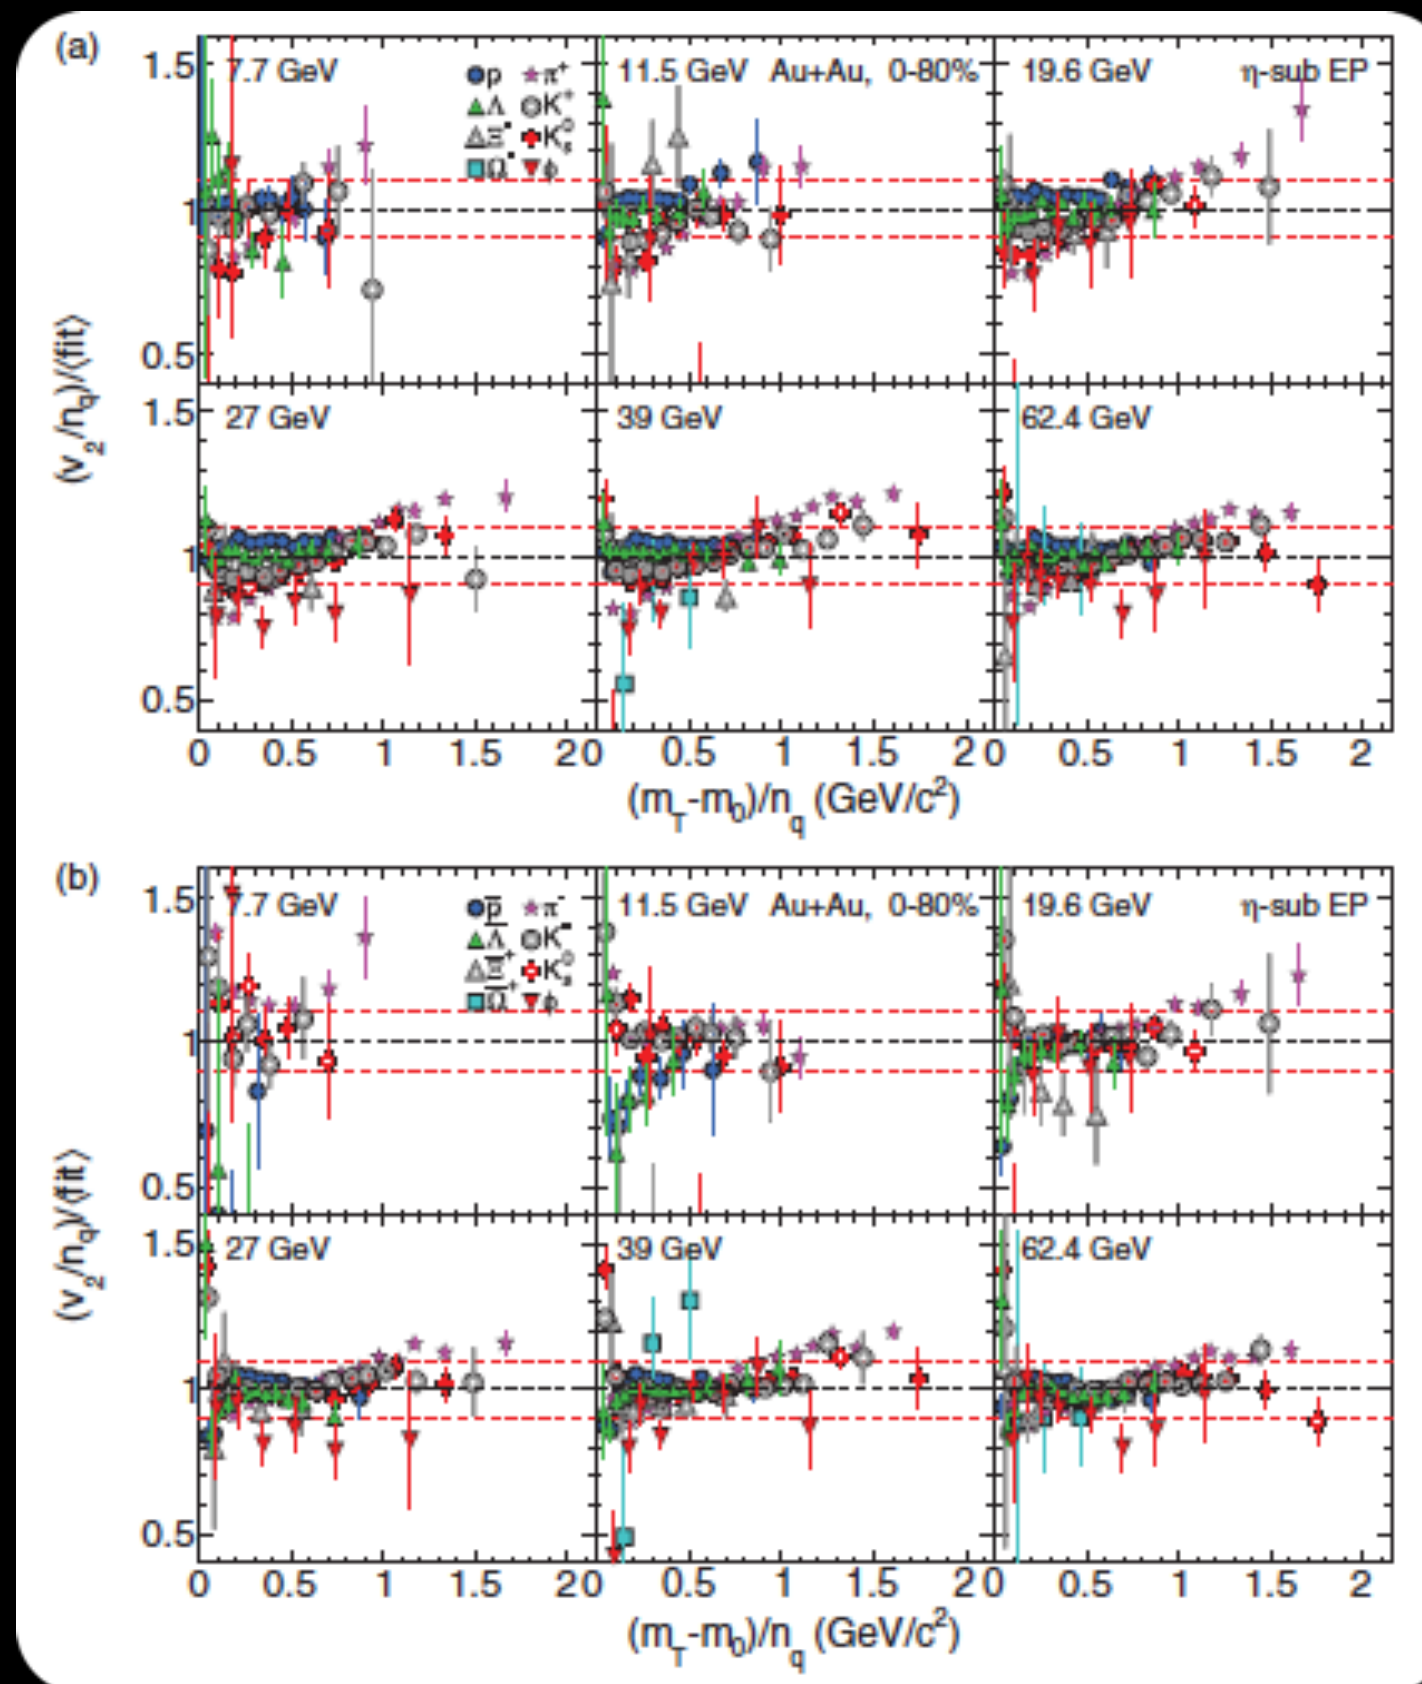 (a)
1.5
7.7 GeV
p π⁺
Λ K⁺
Ξ⁻ K⁰ₛ
Ω⁻ ϕ
11.5 GeV Au+Au, 0-80%
19.6 GeV η-sub EP
1
0.5
(v₂/n_q)/⟨fit⟩
1.5
27 GeV
39 GeV
62.4 GeV
1
0.5
0 0.5 1 1.5 2 0 0.5 1 1.5 2 0 0.5 1 1.5 2
(m_T-m₀)/n_q (GeV/c²)
(b)
1.5
7.7 GeV
p̅ π⁻
Λ̅ K⁻
Ξ̅⁺ K⁰ₛ
Ω̅⁺ ϕ
11.5 GeV Au+Au, 0-80%
19.6 GeV η-sub EP
1
0.5
(v₂/n_q)/⟨fit⟩
1.5
27 GeV
39 GeV
62.4 GeV
1
0.5
0 0.5 1 1.5 2 0 0.5 1 1.5 2 0 0.5 1 1.5 2
(m_T-m₀)/n_q (GeV/c²)